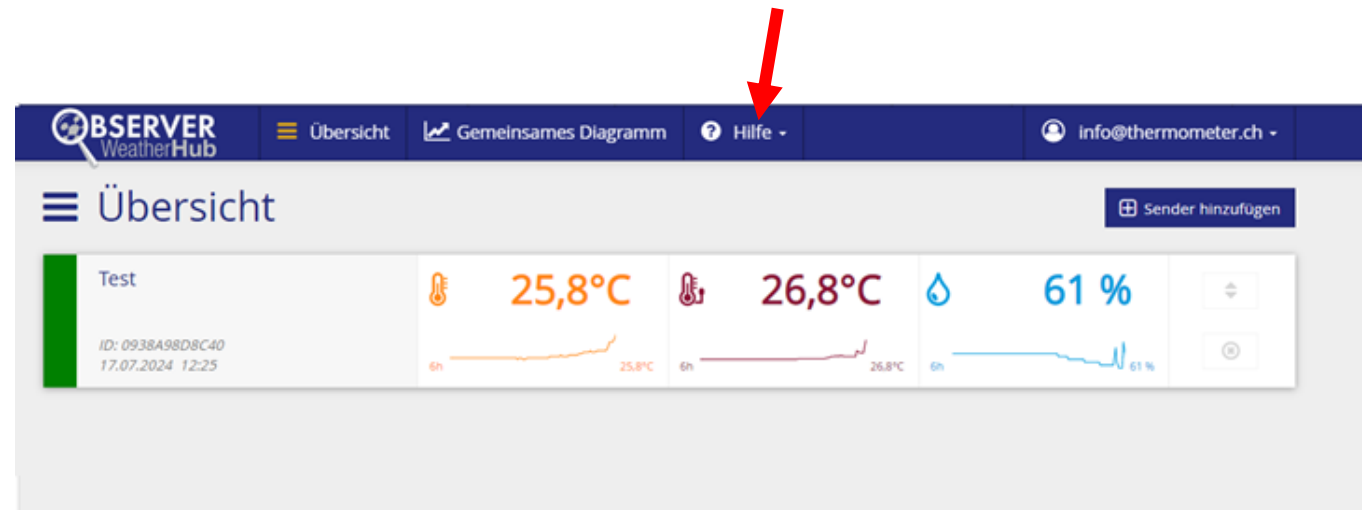 OBSERVER
WeatherHub
Übersicht
Gemeinsames Diagramm
Hilfe
info@thermometer.ch
Übersicht
Sender hinzufügen
Test
25,8°C
26,8°C
61 %
ID: 0938A98D8C40
17.07.2024 12:25
6h
25.8°C
6h
26.8°C
6h
61 %